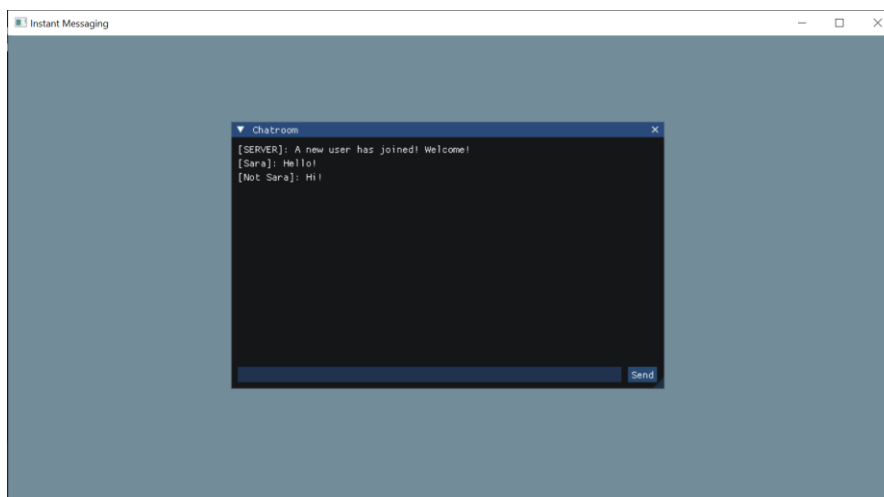 Instant Messaging
Chatroom
[SERVER]: A new user has joined! Welcome!
[Sara]: Hello!
[Not Sara]: Hi!
Send